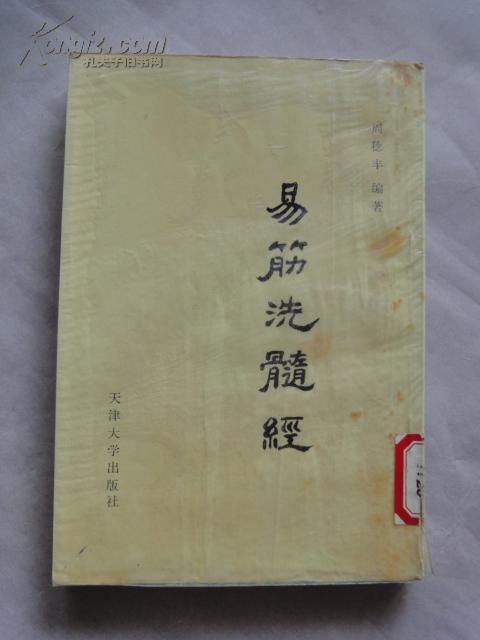 Kongfz.com
孔夫子旧书网
周稔丰 编著
易筋洗髓經
天津大学出版社